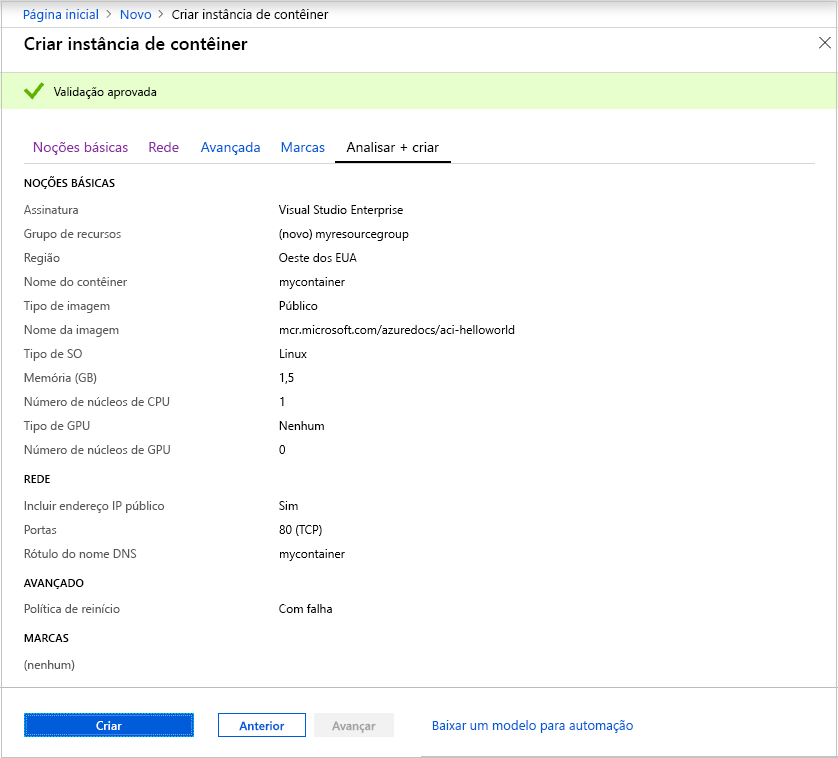 Página inicial > Novo > Criar instância de contêiner
Criar instância de contêiner
Validação aprovada
Noções básicas Rede Avançada Marcas Analisar + criar
NOÇÕES BÁSICAS
Assinatura Visual Studio Enterprise
Grupo de recursos (novo) myresourcegroup
Região Oeste dos EUA
Nome do contêiner mycontainer
Tipo de imagem Público
Nome da imagem mcr.microsoft.com/azuredocs/aci-helloworld
Tipo de SO Linux
Memória (GB) 1,5
Número de núcleos de CPU 1
Tipo de GPU Nenhum
Número de núcleos de GPU 0
REDE
Incluir endereço IP público Sim
Portas 80 (TCP)
Rótulo do nome DNS mycontainer
AVANÇADO
Política de reinício Com falha
MARCAS
(nenhum)
Criar Anterior Avançar Baixar um modelo para automação